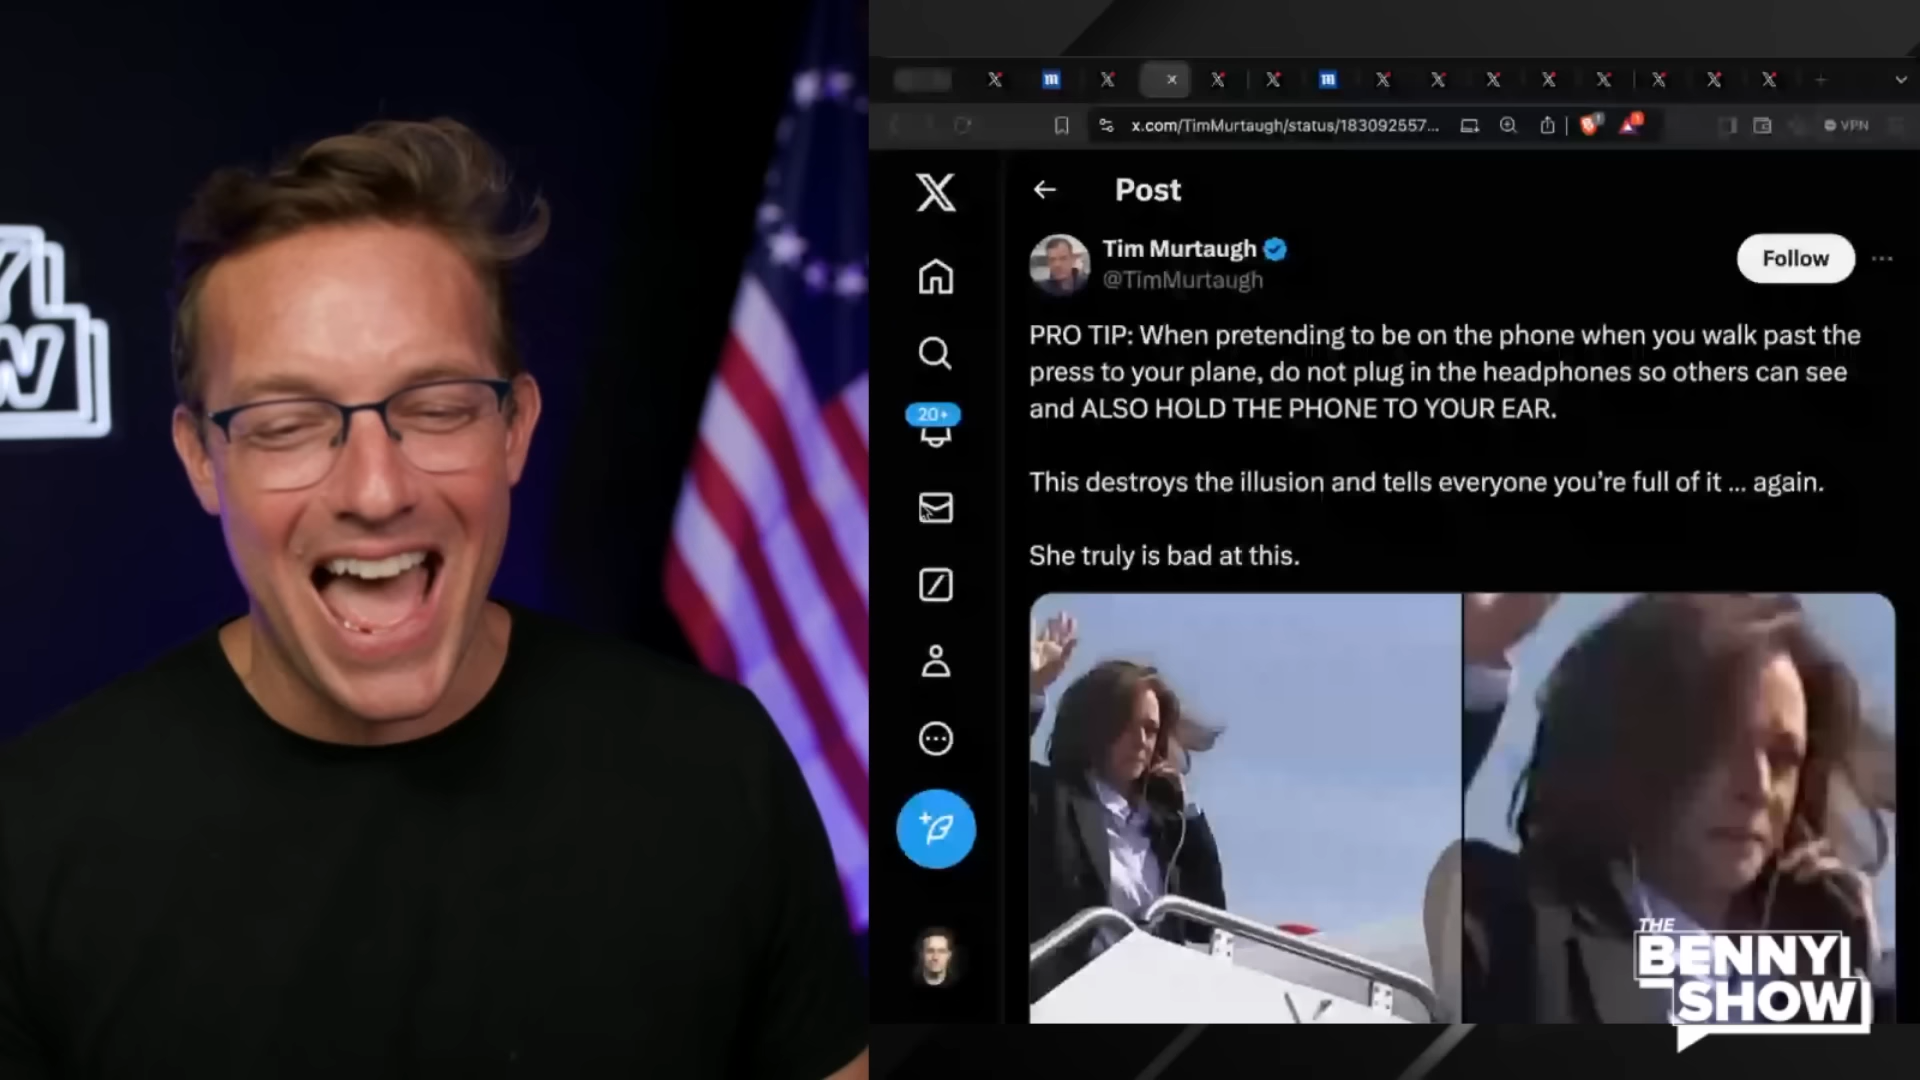 x.com/TimMurtaugh/status/183092557...
VPN
Post
Tim Murtaugh
@TimMurtaugh
Follow
PRO TIP: When pretending to be on the phone when you walk past the
press to your plane, do not plug in the headphones so others can see
and ALSO HOLD THE PHONE TO YOUR EAR.
This destroys the illusion and tells everyone you're full of it ... again.
She truly is bad at this.
20+
THE
BENNY
SHOW